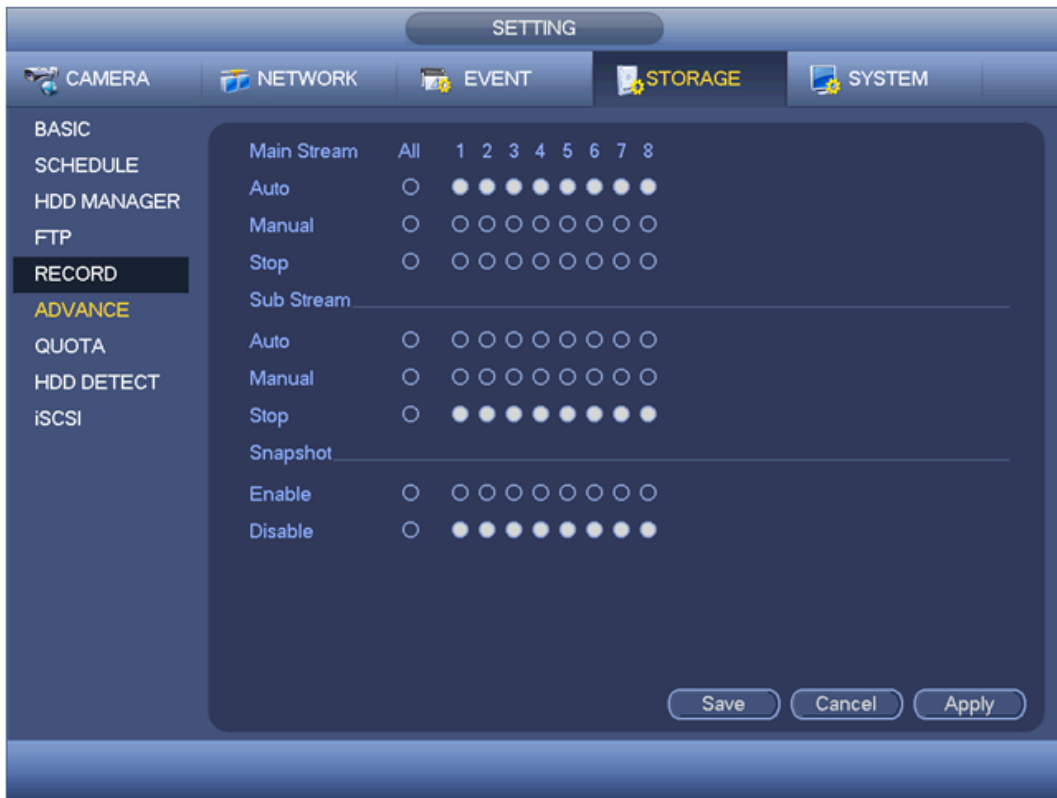 SETTING
CAMERA NETWORK EVENT STORAGE SYSTEM
BASIC
SCHEDULE
HDD MANAGER
FTP
RECORD
ADVANCE
QUOTA
HDD DETECT
iSCSI
Main Stream All 1 2 3 4 5 6 7 8
Auto
Manual
Stop
Sub Stream
Auto
Manual
Stop
Snapshot
Enable
Disable
Save Cancel Apply